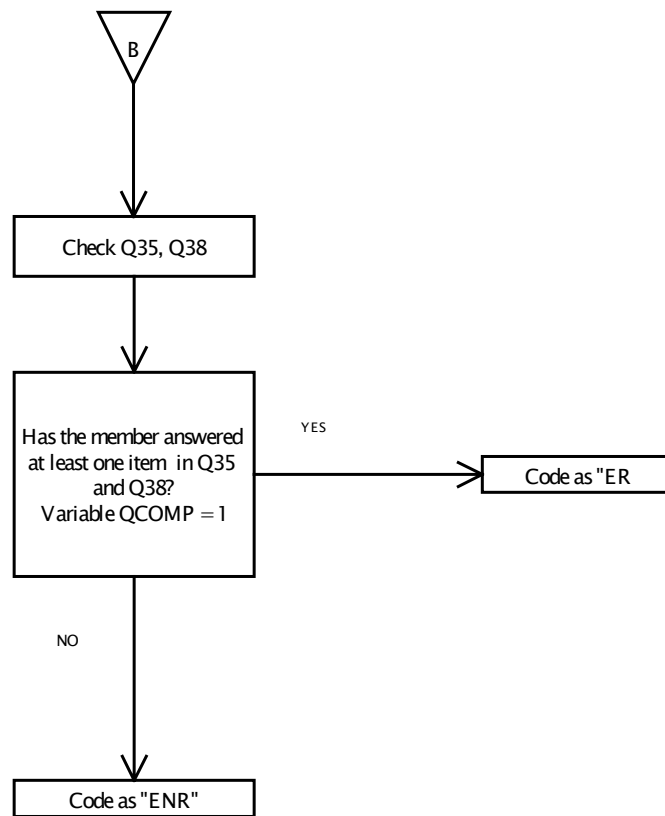 B
Check Q35, Q38
Has the member answered
at least one item in Q35
and Q38?
Variable QCOMP = 1
YES
Code as "ER
NO
Code as "ENR"